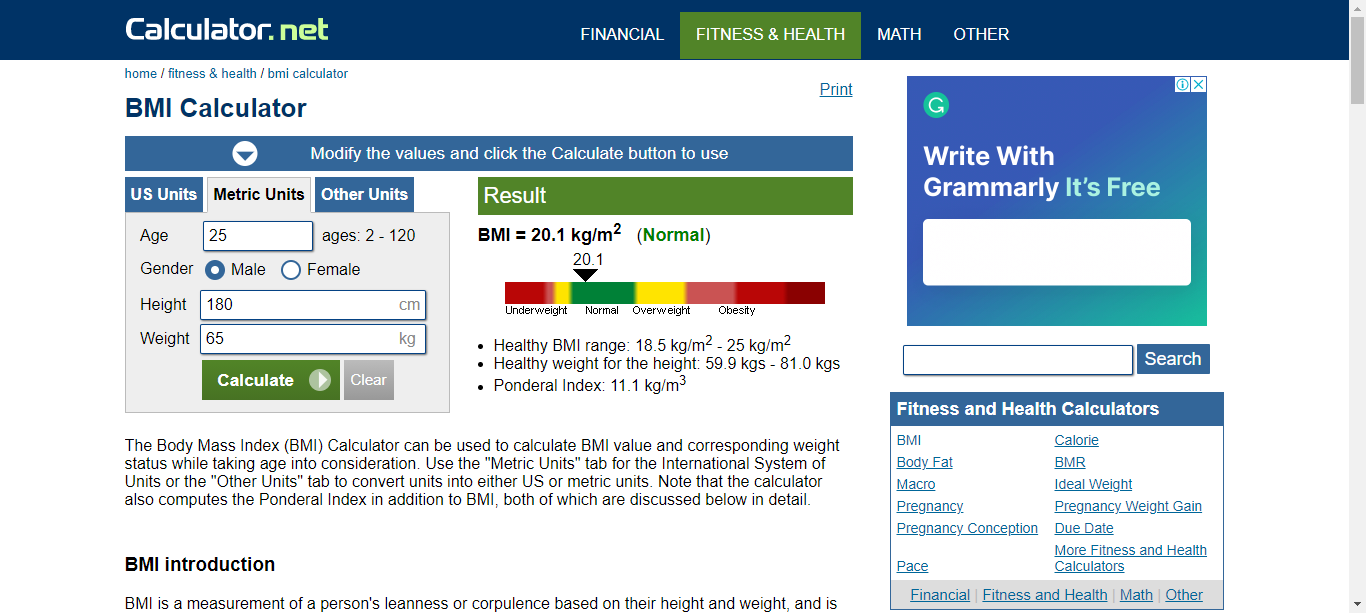 Calculator.net
FINANCIAL FITNESS & HEALTH MATH OTHER
home / fitness & health / bmi calculator
Print
BMI Calculator
Modify the values and click the Calculate button to use
US Units Metric Units Other Units
Age 25 ages: 2 - 120
Gender Male Female
Height 180 cm
Weight 65 kg
Calculate Clear
Result
BMI = 20.1 kg/m² (Normal)
20.1
Underweight Normal Overweight Obesity
Healthy BMI range: 18.5 kg/m² - 25 kg/m²
Healthy weight for the height: 59.9 kgs - 81.0 kgs
Ponderal Index: 11.1 kg/m³
The Body Mass Index (BMI) Calculator can be used to calculate BMI value and corresponding weight
status while taking age into consideration. Use the "Metric Units" tab for the International System of
Units or the "Other Units" tab to convert units into either US or metric units. Note that the calculator
also computes the Ponderal Index in addition to BMI, both of which are discussed below in detail.
BMI introduction
BMI is a measurement of a person's leanness or corpulence based on their height and weight, and is
Write With
Grammarly It's Free
Search
Fitness and Health Calculators
BMI Calorie
Body Fat BMR
Macro Ideal Weight
Pregnancy Pregnancy Weight Gain
Pregnancy Conception Due Date
Pace More Fitness and Health
Calculators
Financial | Fitness and Health | Math | Other